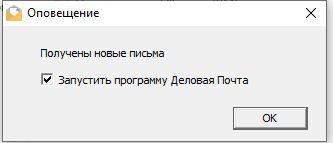 Оповещение
Получены новые письма
Запустить программу Деловая Почта
OK